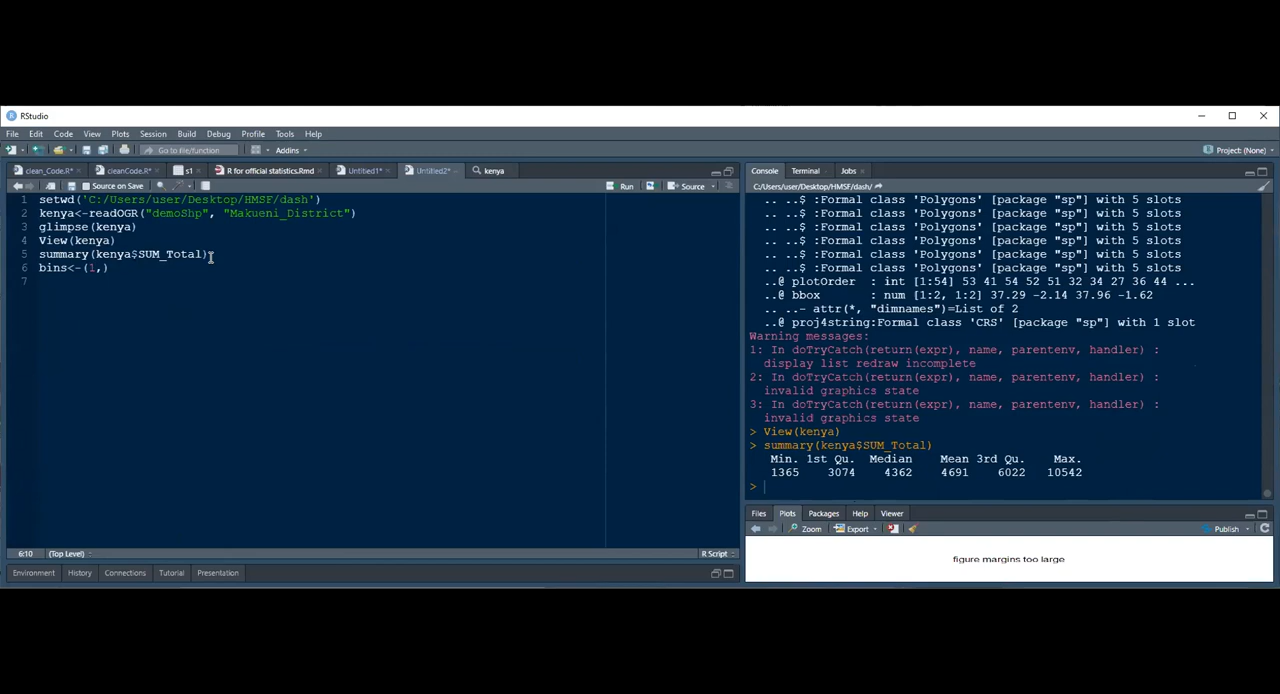 RStudio
File Edit Code View Plots Session Build Debug Profile Tools Help
Go to file/function Addins Project: (None)
clean_Code.R* cleanCode.R* s1 R for official statistics.Rmd Untitled1* Untitled2* kenya
Source on Save Run Source
1 setwd('C:/Users/user/Desktop/HMSF/dash')
2 kenya<-readOGR("demoShp", "Makueni_District")
3 glimpse(kenya)
4 View(kenya)
5 summary(kenya$SUM_Total)
6 bins<-(1,)
7
6:10 (Top Level) R Script
Environment History Connections Tutorial Presentation
Console Terminal Jobs
C:/Users/user/Desktop/HMSF/dash/
.. .. ..$ :Formal class 'Polygons' [package "sp"] with 5 slots
.. .. ..$ :Formal class 'Polygons' [package "sp"] with 5 slots
.. .. ..$ :Formal class 'Polygons' [package "sp"] with 5 slots
.. .. ..$ :Formal class 'Polygons' [package "sp"] with 5 slots
.. .. ..$ :Formal class 'Polygons' [package "sp"] with 5 slots
.. .. ..$ :Formal class 'Polygons' [package "sp"] with 5 slots
..@ plotOrder : int [1:54] 53 41 54 52 51 32 34 27 36 44 ...
..@ bbox : num [1:2, 1:2] 37.29 -2.14 37.96 -1.62
.. ..- attr(*, "dimnames")=List of 2
..@ proj4string:Formal class 'CRS' [package "sp"] with 1 slot
Warning messages:
1: In doTryCatch(return(expr), name, parentenv, handler) :
display list redraw incomplete
2: In doTryCatch(return(expr), name, parentenv, handler) :
invalid graphics state
3: In doTryCatch(return(expr), name, parentenv, handler) :
invalid graphics state
> View(kenya)
> summary(kenya$SUM_Total)
Min. 1st Qu. Median Mean 3rd Qu. Max.
1365 3074 4362 4691 6022 10542
>
Files Plots Packages Help Viewer
Zoom Export Publish
figure margins too large